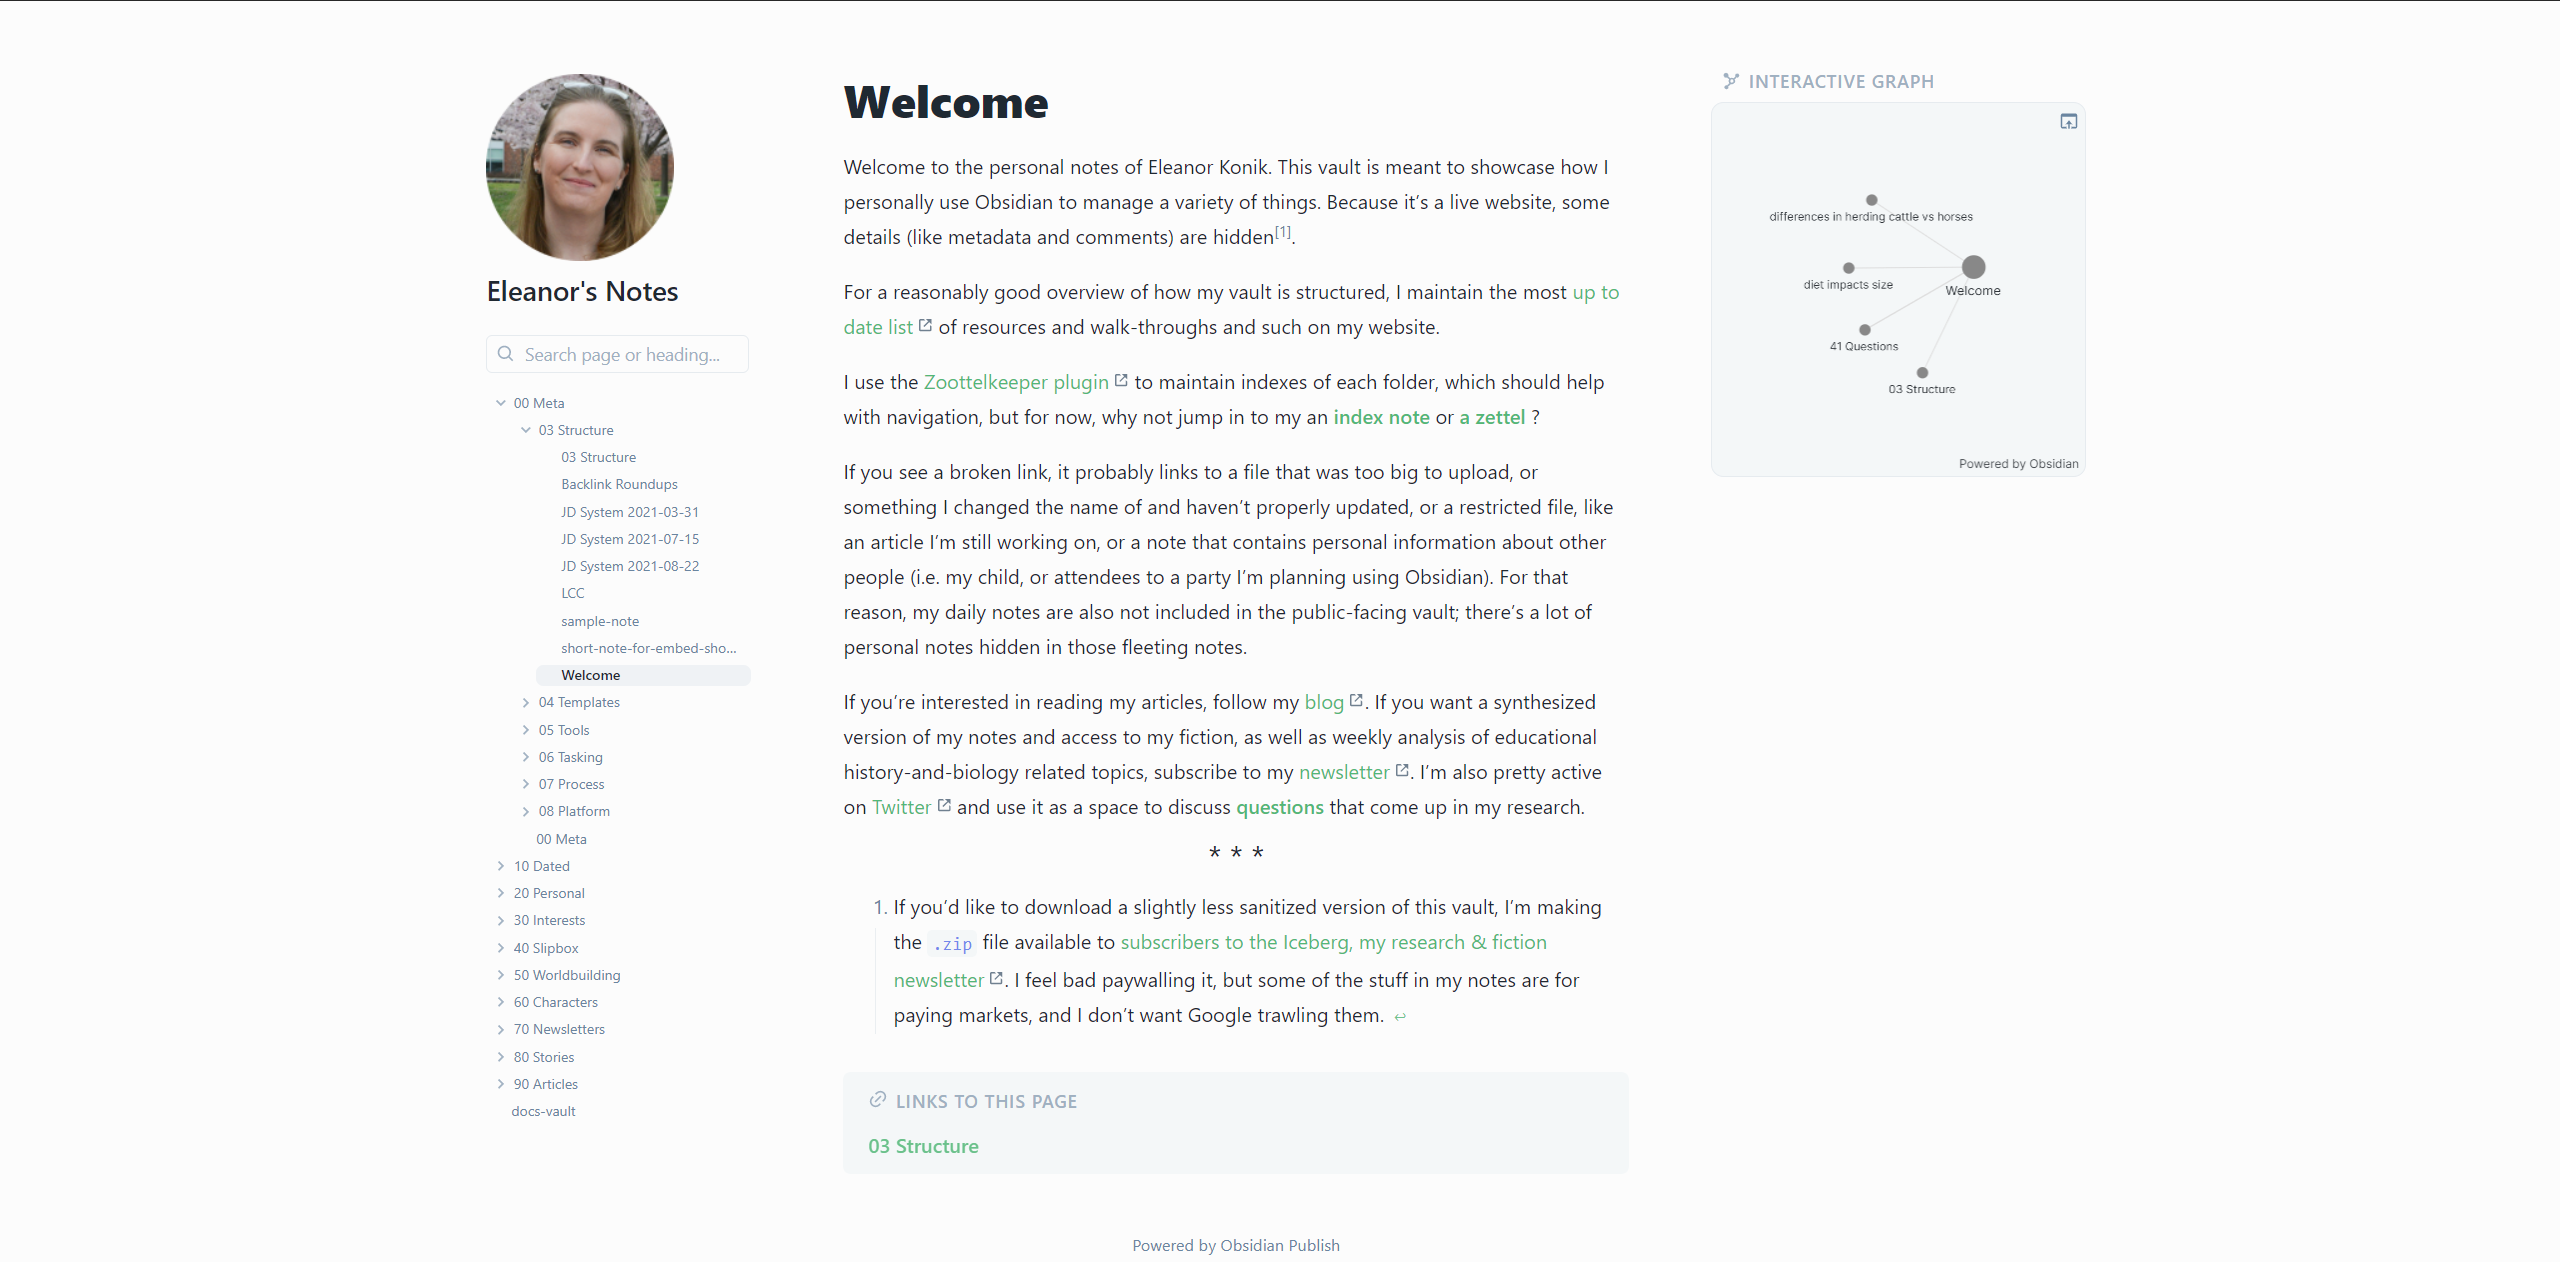 Eleanor's Notes
Search page or heading...
00 Meta
03 Structure
03 Structure
Backlink Roundups
JD System 2021-03-31
JD System 2021-07-15
JD System 2021-08-22
LCC
sample-note
short-note-for-embed-sho...
Welcome
04 Templates
05 Tools
06 Tasking
07 Process
08 Platform
00 Meta
10 Dated
20 Personal
30 Interests
40 Slipbox
50 Worldbuilding
60 Characters
70 Newsletters
80 Stories
90 Articles
docs-vault
Welcome
Welcome to the personal notes of Eleanor Konik. This vault is meant to showcase how I
personally use Obsidian to manage a variety of things. Because it’s a live website, some
details (like metadata and comments) are hidden[1].
For a reasonably good overview of how my vault is structured, I maintain the most up to
date list of resources and walk-throughs and such on my website.
I use the Zoottelkeeper plugin to maintain indexes of each folder, which should help
with navigation, but for now, why not jump in to my an index note or a zettel ?
If you see a broken link, it probably links to a file that was too big to upload, or
something I changed the name of and haven’t properly updated, or a restricted file, like
an article I’m still working on, or a note that contains personal information about other
people (i.e. my child, or attendees to a party I’m planning using Obsidian). For that
reason, my daily notes are also not included in the public-facing vault; there’s a lot of
personal notes hidden in those fleeting notes.
If you’re interested in reading my articles, follow my blog. If you want a synthesized
version of my notes and access to my fiction, as well as weekly analysis of educational
history-and-biology related topics, subscribe to my newsletter. I’m also pretty active
on Twitter and use it as a space to discuss questions that come up in my research.
* * *
1. If you’d like to download a slightly less sanitized version of this vault, I’m making
the .zip file available to subscribers to the Iceberg, my research & fiction
newsletter. I feel bad paywalling it, but some of the stuff in my notes are for
paying markets, and I don’t want Google trawling them. ↩
LINKS TO THIS PAGE
03 Structure
Powered by Obsidian Publish
INTERACTIVE GRAPH
differences in herding cattle vs horses
diet impacts size
Welcome
41 Questions
03 Structure
Powered by Obsidian